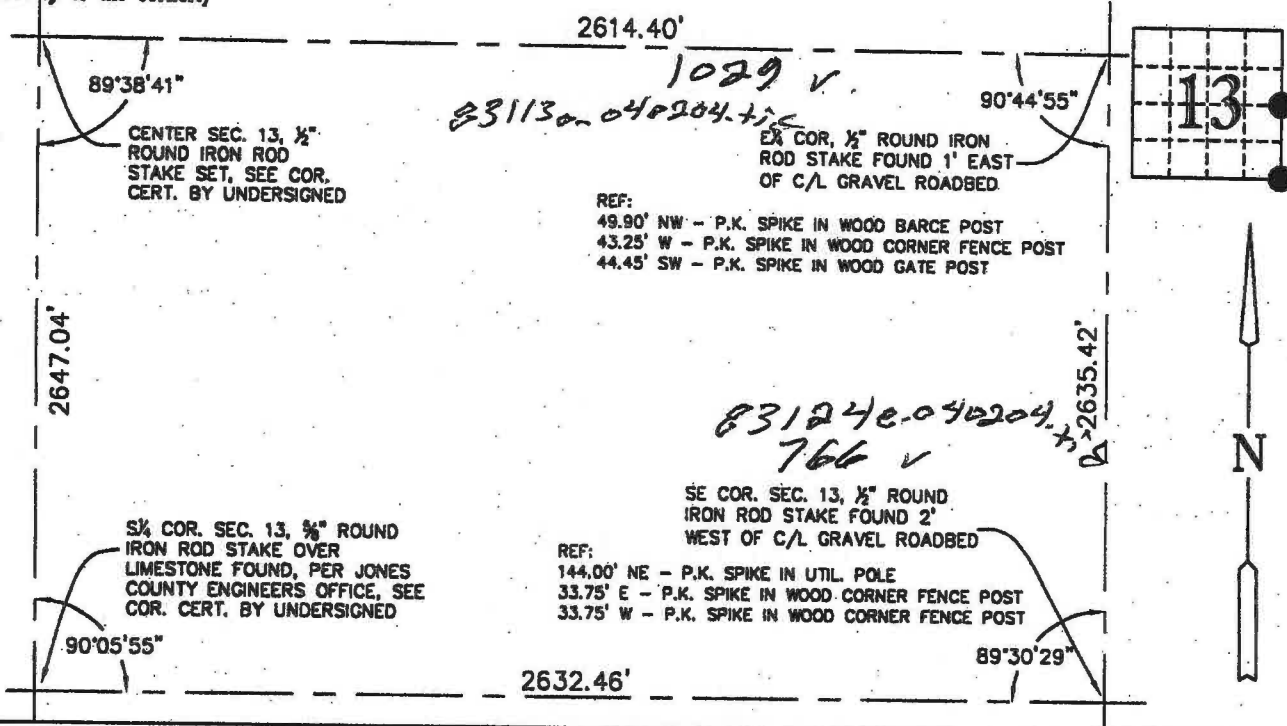 2614.40'
1029 v
89°38'41"
90°44'55"
13
CENTER SEC. 13, ½"
ROUND IRON ROD
STAKE SET, SEE COR.
CERT. BY UNDERSIGNED
E¼ COR, ½" ROUND IRON
ROD STAKE FOUND 1' EAST
OF C/L GRAVEL ROADBED
REF:
49.90' NW – P.K. SPIKE IN WOOD BARCE POST
43.25' W – P.K. SPIKE IN WOOD CORNER FENCE POST
44.45' SW – P.K. SPIKE IN WOOD GATE POST
2647.04'
2635.42'
766 v
N
SE COR. SEC. 13, ½" ROUND
IRON ROD STAKE FOUND 2'
WEST OF C/L GRAVEL ROADBED
S¼ COR. SEC. 13, ⅝" ROUND
IRON ROD STAKE OVER
LIMESTONE FOUND, PER JONES
COUNTY ENGINEERS OFFICE, SEE
COR. CERT. BY UNDERSIGNED
REF:
144.00' NE – P.K. SPIKE IN UTIL. POLE
33.75' E – P.K. SPIKE IN WOOD CORNER FENCE POST
33.75' W – P.K. SPIKE IN WOOD CORNER FENCE POST
90°05'55"
89°30'29"
2632.46'